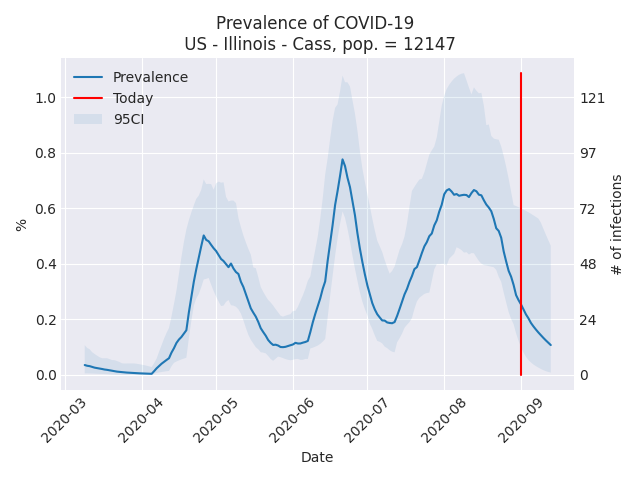 Prevalence of COVID-19
US - Illinois - Cass, pop. = 12147
Prevalence
Today
95CI
%
1.0
0.8
0.6
0.4
0.2
0.0
121
97
72
48
24
0
# of infections
2020-03
2020-04
2020-05
2020-06
2020-07
2020-08
2020-09
Date